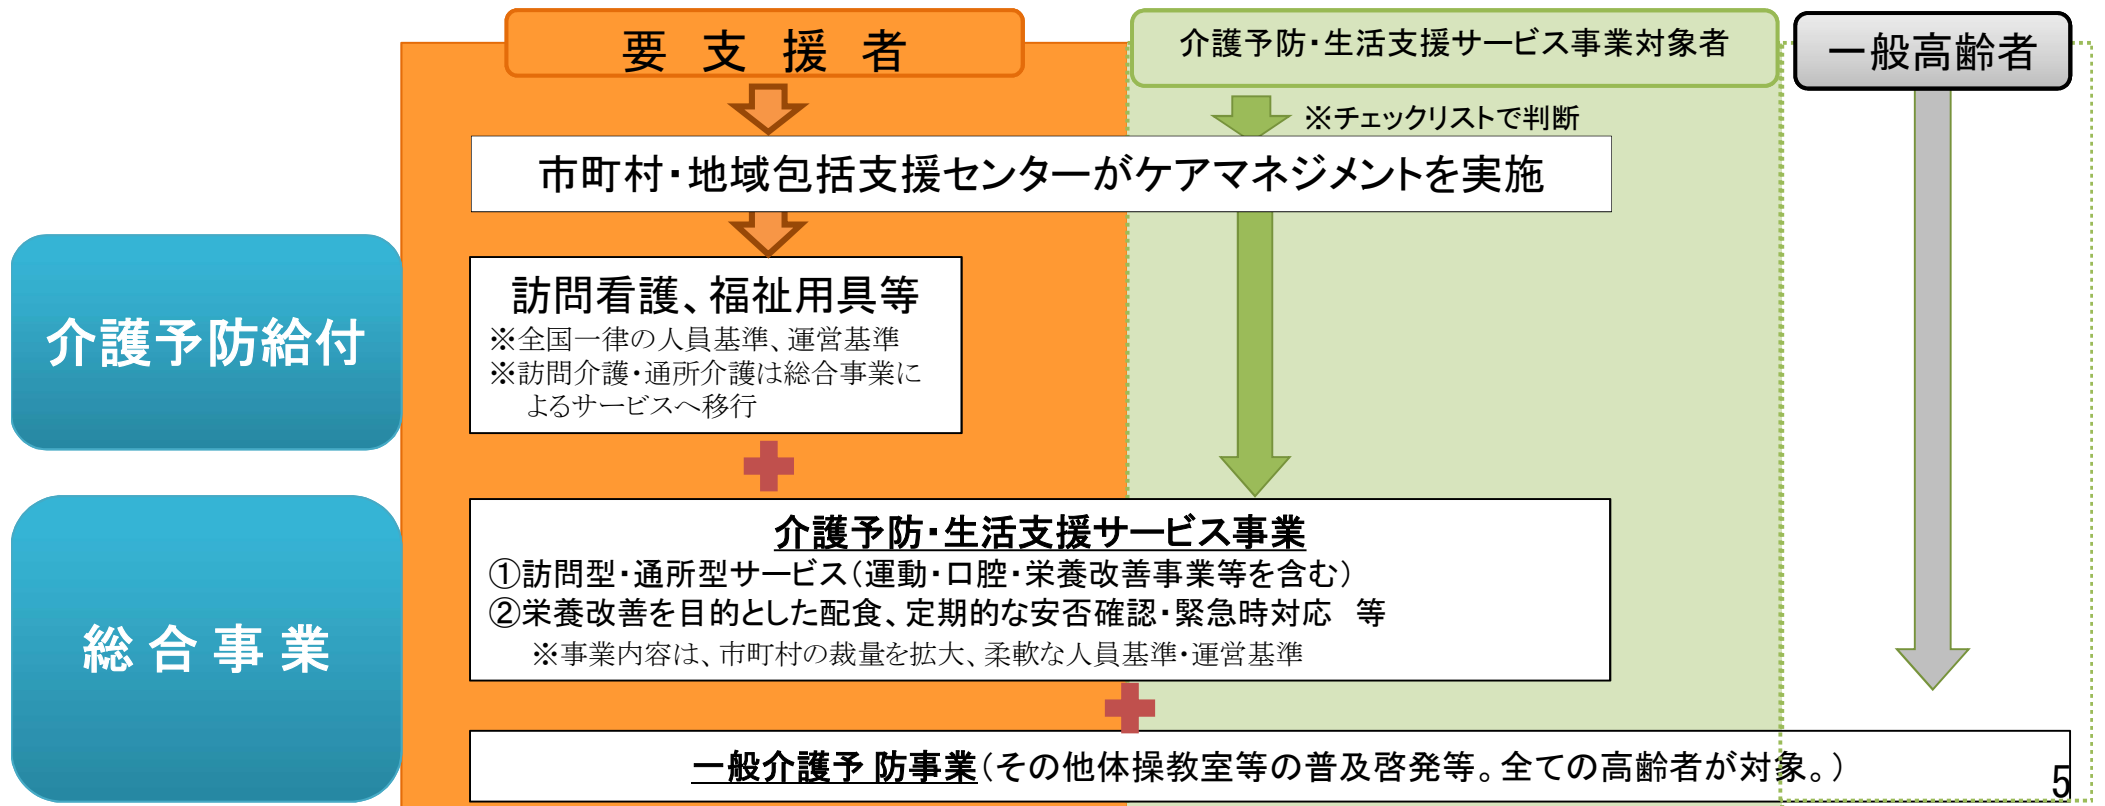 要 支 援 者
介護予防・生活支援サービス事業対象者
一般高齢者
※チェックリストで判断
市町村・地域包括支援センターがケアマネジメントを実施
介護予防給付
訪問看護、福祉用具等
※全国一律の人員基準、運営基準
※訪問介護・通所介護は総合事業に
よるサービスへ移行
総 合 事 業
介護予防・生活支援サービス事業
①訪問型・通所型サービス（運動・口腔・栄養改善事業等を含む）
②栄養改善を目的とした配食、定期的な安否確認・緊急時対応　等
※事業内容は、市町村の裁量を拡大、柔軟な人員基準・運営基準
一般介護予 防事業（その他体操教室等の普及啓発等。全ての高齢者が対象。）
5